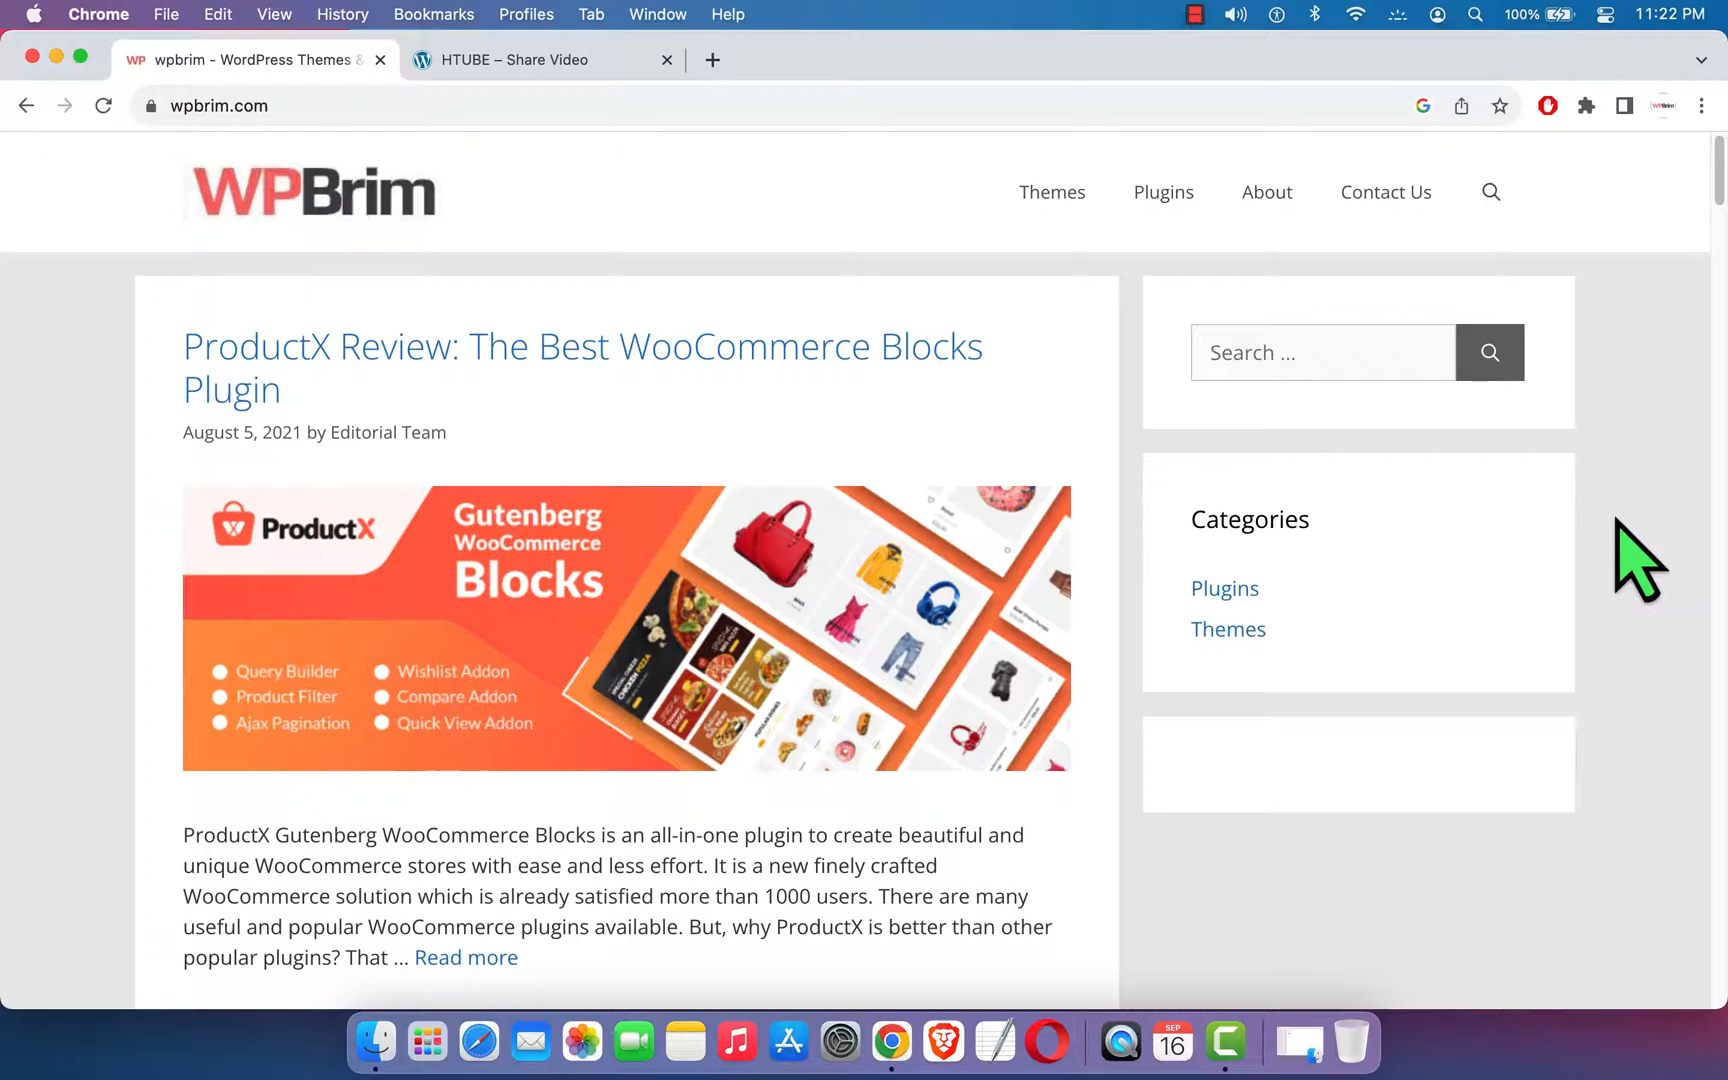 Chrome File Edit View History Bookmarks Profiles Tab Window Help 100% 11:22 PM
WP wpbrim - WordPress Themes & HTUBE – Share Video
wpbrim.com
WPBrim
Themes Plugins About Contact Us
ProductX Review: The Best WooCommerce Blocks
Plugin
August 5, 2021 by Editorial Team
ProductX
Gutenberg
WooCommerce
Blocks
Query Builder Wishlist Addon
Product Filter Compare Addon
Ajax Pagination Quick View Addon
ProductX Gutenberg WooCommerce Blocks is an all-in-one plugin to create beautiful and
unique WooCommerce stores with ease and less effort. It is a new finely crafted
WooCommerce solution which is already satisfied more than 1000 users. There are many
useful and popular WooCommerce plugins available. But, why ProductX is better than other
popular plugins? That ... Read more
Search ...
Categories
Plugins
Themes
SEP
16